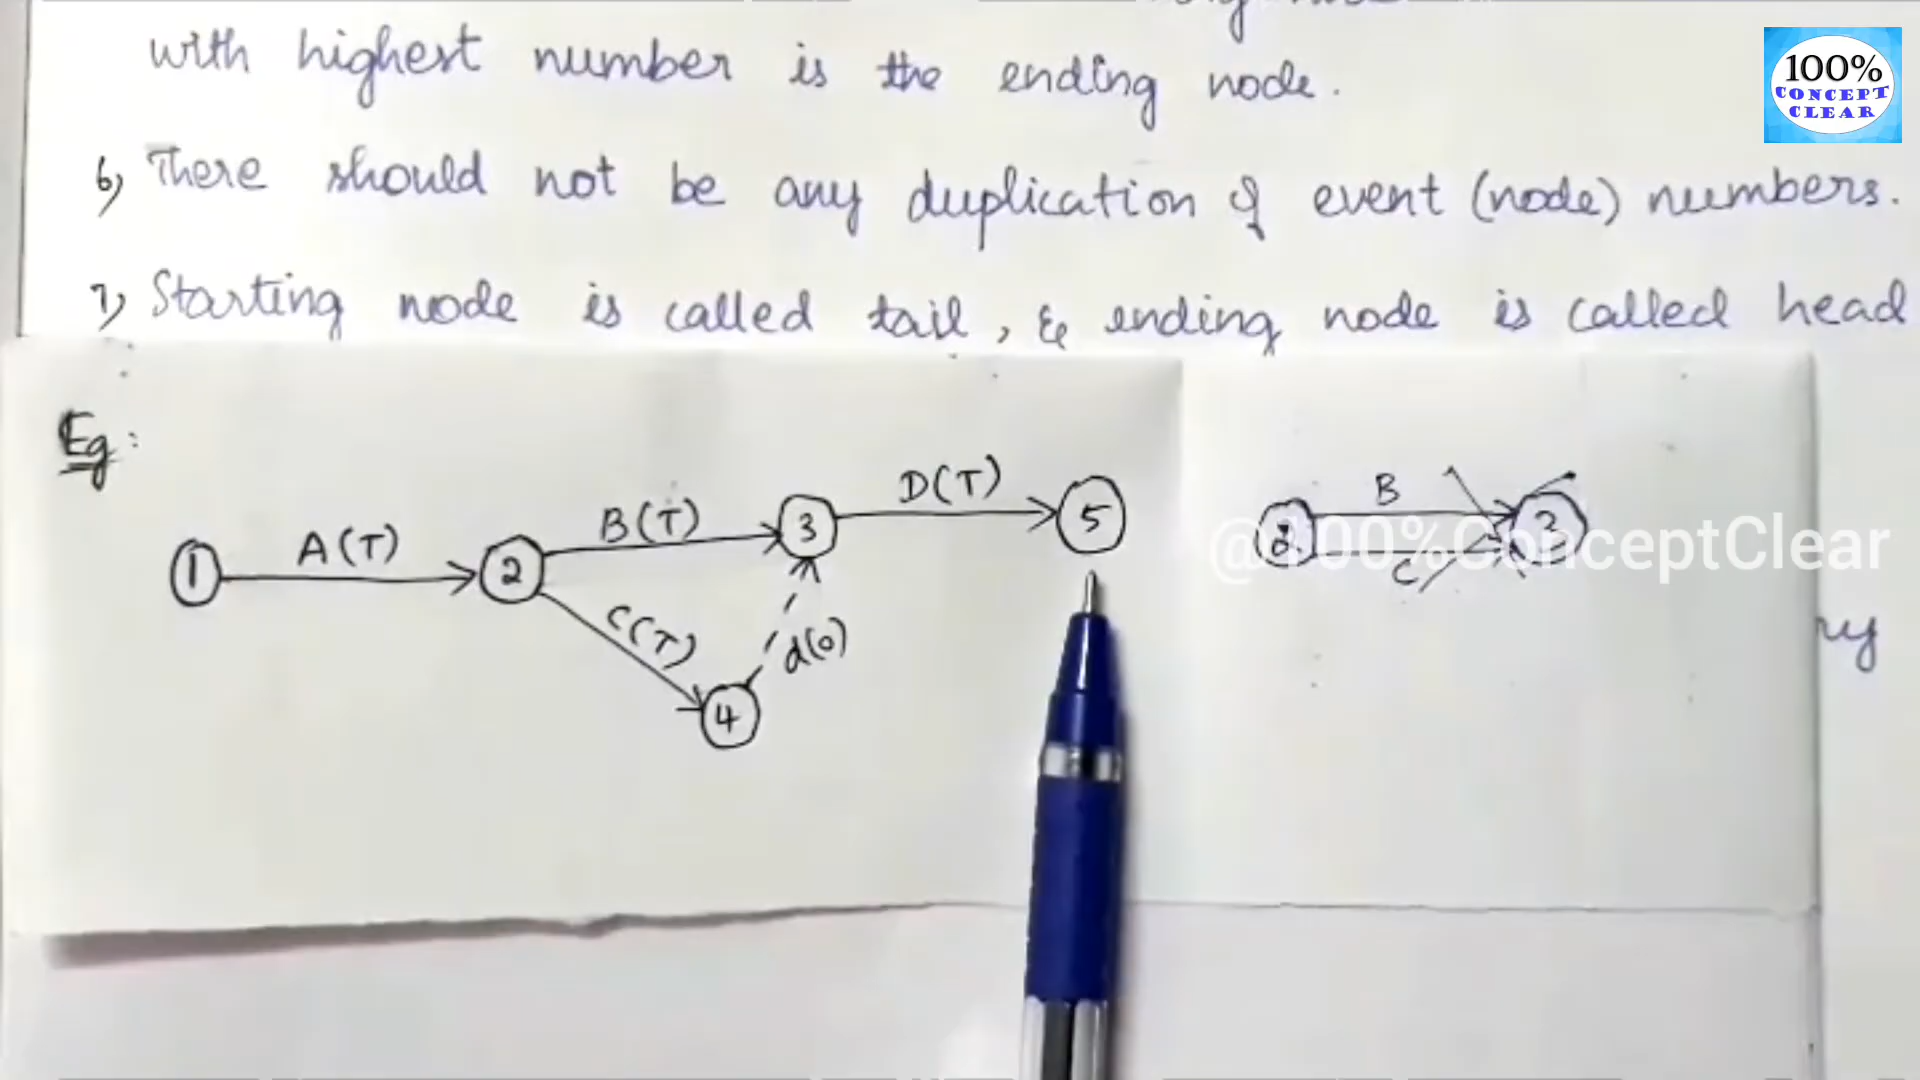 with highest number is the ending node.
6) There should not be any duplication of event (node) numbers.
7) Starting node is called tail, & ending node is called head
Eg:
1 A(T) 2 B(T) 3 D(T) 5
C(T) d(0)
4
2 B 3
C
@100%ConceptClear
100%
CONCEPT
CLEAR